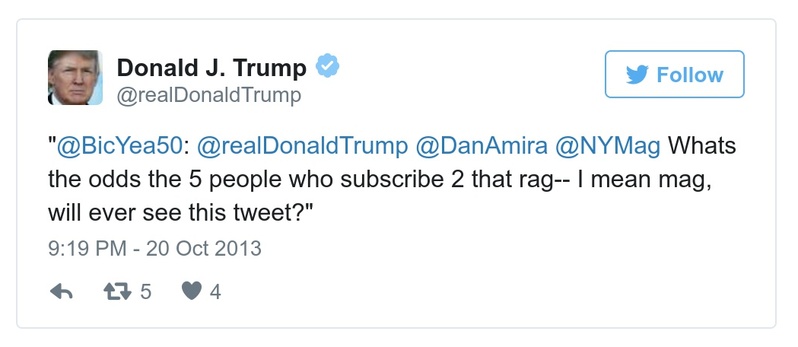 Donald J. Trump
@realDonaldTrump
Follow
"@BicYea50: @realDonaldTrump @DanAmira @NYMag Whats
the odds the 5 people who subscribe 2 that rag-- I mean mag,
will ever see this tweet?"
9:19 PM - 20 Oct 2013
5 4